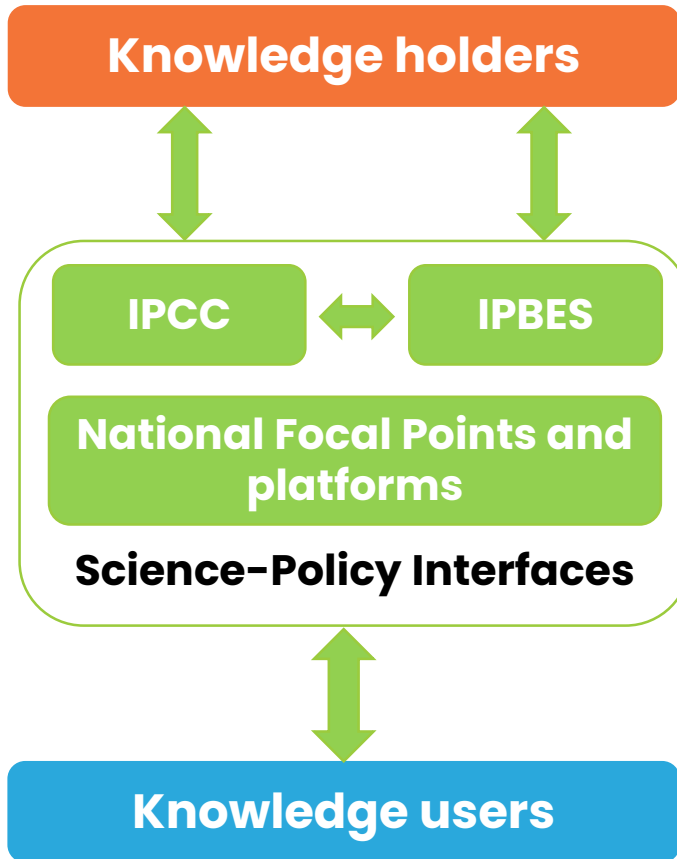 Knowledge holders
IPCC
IPBES
National Focal Points and
platforms
Science-Policy Interfaces
Knowledge users